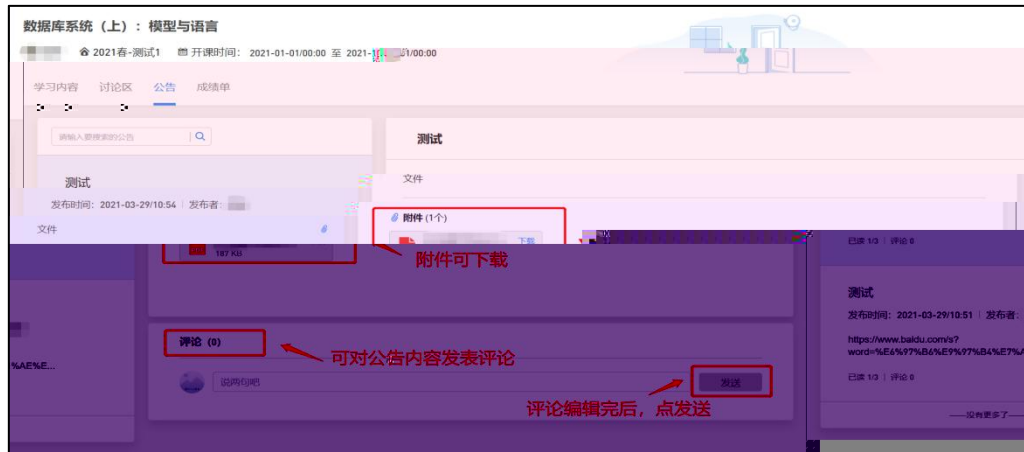 数据库系统（上）：模型与语言
2021春-测试1 开课时间： 2021-01-01/00:00 至 2021-1 1/00:00
学习内容 讨论区 公告 成绩单
请输入要搜索的公告
测试
测试
文件
发布时间：2021-03-29/10:54 | 发布者：
附件 (1个)
文件
下载
187 KB
附件可下载
已读 1/3 | 评论 0
测试
发布时间：2021-03-29/10:51 | 发布者：
评论 (0)
可对公告内容发表评论
https://www.baidu.com/s?
word=%E6%97%B6%E9%97%B4%E7%A
%AE%E...
说两句吧
发送
已读 1/3 | 评论 0
评论编辑完后，点发送
——没有更多了——